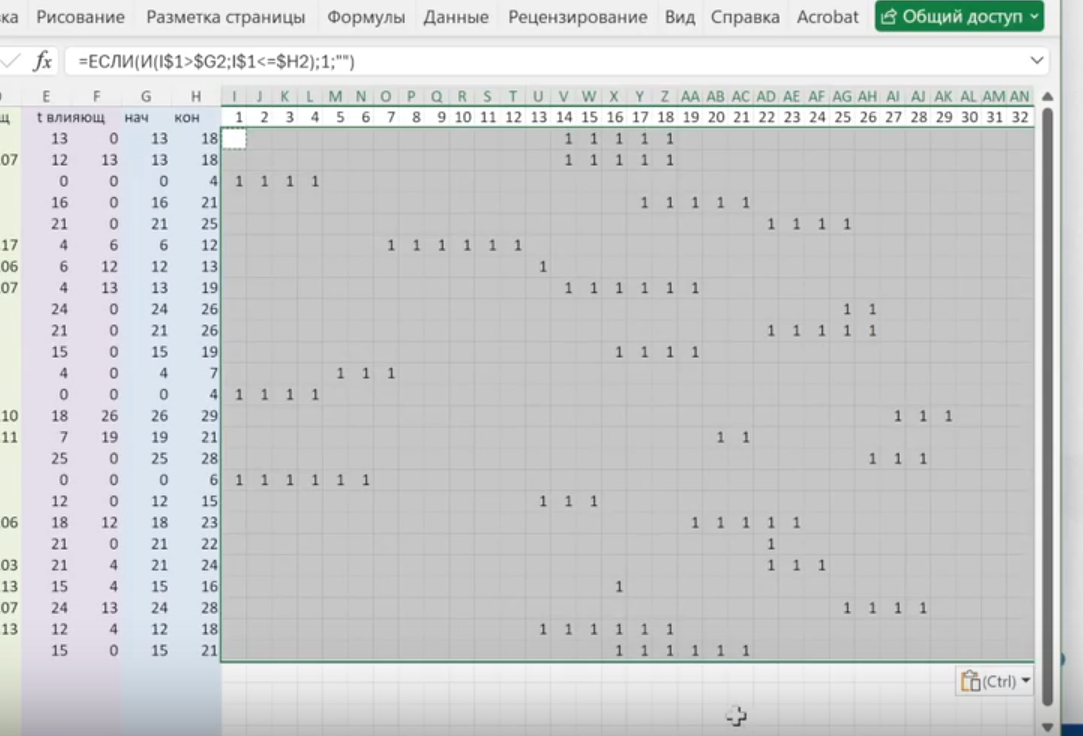 ка Рисование Разметка страницы Формулы Данные Рецензирование Вид Справка Acrobat Общий доступ
fx =ЕСЛИ(И(I$1>$G2;I$1<=$H2);1;"")
E F G H I J K L M N O P Q R S T U V W X Y Z AA AB AC AD AE AF AG AH AI AJ AK AL AM AN
щ t влияющ нач кон 1 2 3 4 5 6 7 8 9 10 11 12 13 14 15 16 17 18 19 20 21 22 23 24 25 26 27 28 29 30 31 32
13 0 13 18 1 1 1 1 1
07 12 13 13 18 1 1 1 1 1
0 0 0 4 1 1 1 1
16 0 16 21 1 1 1 1 1
21 0 21 25 1 1 1 1
17 4 6 6 12 1 1 1 1 1 1
06 6 12 12 13 1
07 4 13 13 19 1 1 1 1 1 1
24 0 24 26 1 1
21 0 21 26 1 1 1 1 1
15 0 15 19 1 1 1 1
4 0 4 7 1 1 1
0 0 0 4 1 1 1 1
10 18 26 26 29 1 1 1
11 7 19 19 21 1 1
25 0 25 28 1 1 1
0 0 0 6 1 1 1 1 1 1
12 0 12 15 1 1 1
06 18 12 18 23 1 1 1 1 1
21 0 21 22 1
03 21 4 21 24 1 1 1
13 15 4 15 16 1
07 24 13 24 28 1 1 1 1
13 12 4 12 18 1 1 1 1 1 1
15 0 15 21 1 1 1 1 1 1
(Ctrl)